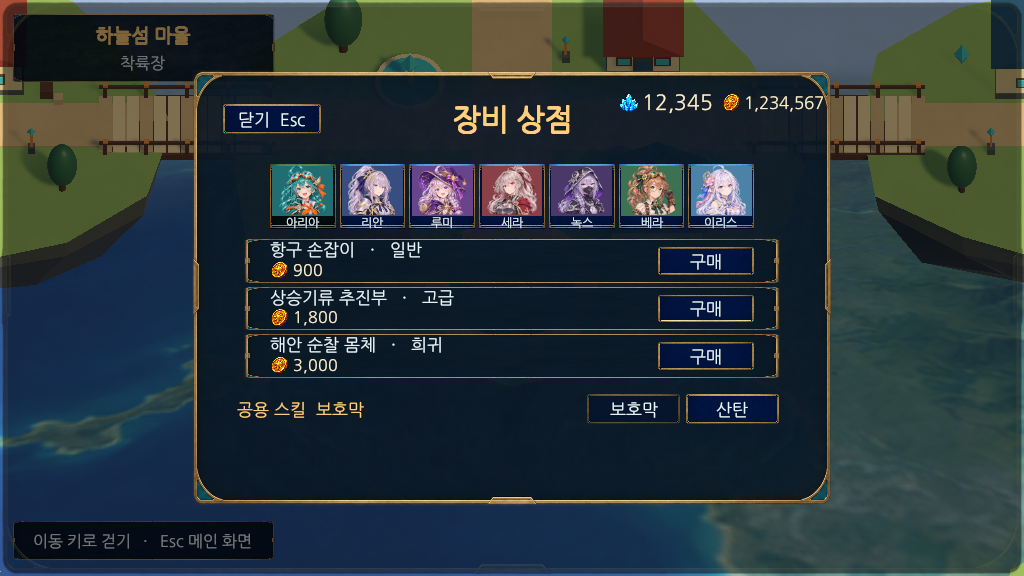 하늘섬 마을
착륙장
닫기 Esc
장비 상점
12,345
1,234,567
아리아
리안
루미
세라
녹스
베라
이리스
항구 손잡이 · 일반
900
구매
상승기류 추진부 · 고급
1,800
구매
해안 순찰 몸체 · 희귀
3,000
구매
공용 스킬 보호막
보호막
산탄
이동 키로 걷기 · Esc 메인 화면